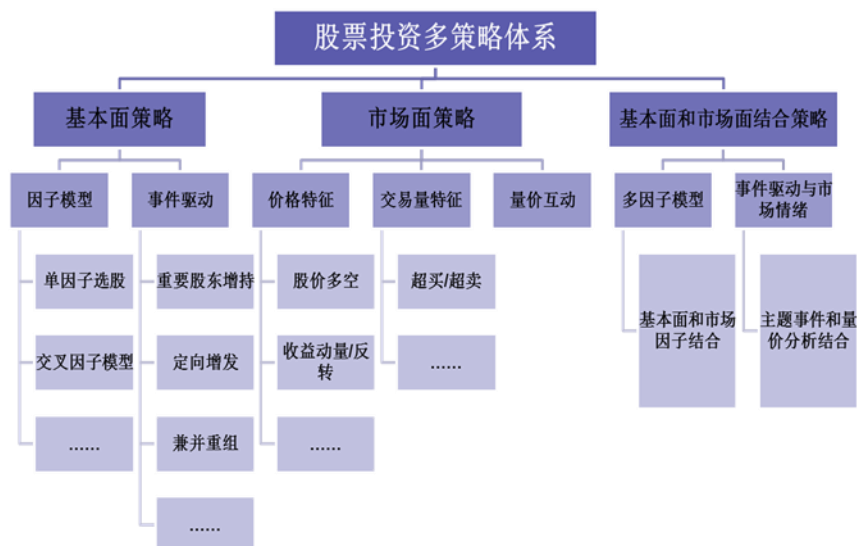 股票投资多策略体系
基本面策略
市场面策略
基本面和市场面结合策略
因子模型
事件驱动
价格特征
交易量特征
量价互动
多因子模型
事件驱动与市
场情绪
单因子选股
重要股东增持
股价多空
超买/超卖
基本面和市场
因子结合
主题事件和量
价分析结合
交叉因子模型
定向增发
收益动量/反
转
......
......
兼并重组
......
......